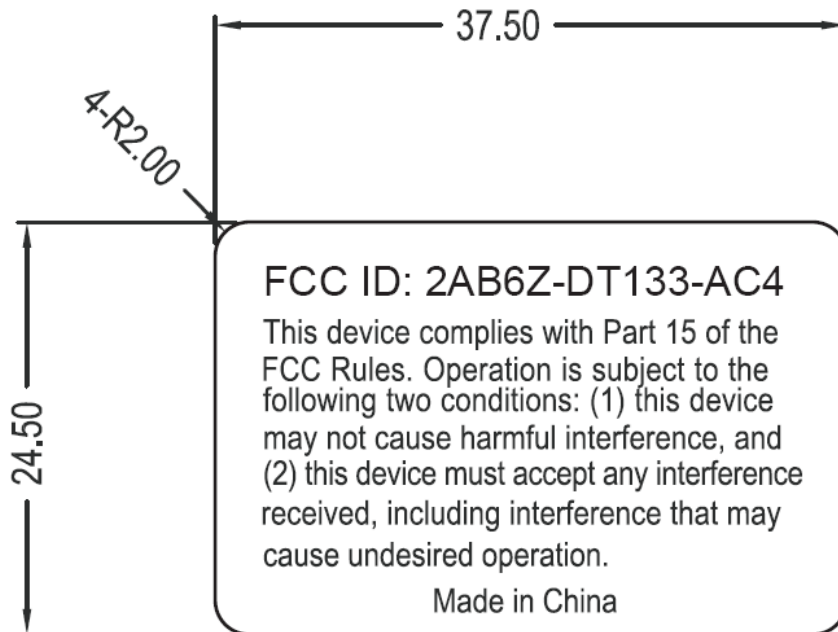 37.50
4-R2.00
24.50
FCC ID: 2AB6Z-DT133-AC4
This device complies with Part 15 of the
FCC Rules. Operation is subject to the
following two conditions: (1) this device
may not cause harmful interference, and
(2) this device must accept any interference
received, including interference that may
cause undesired operation.
Made in China